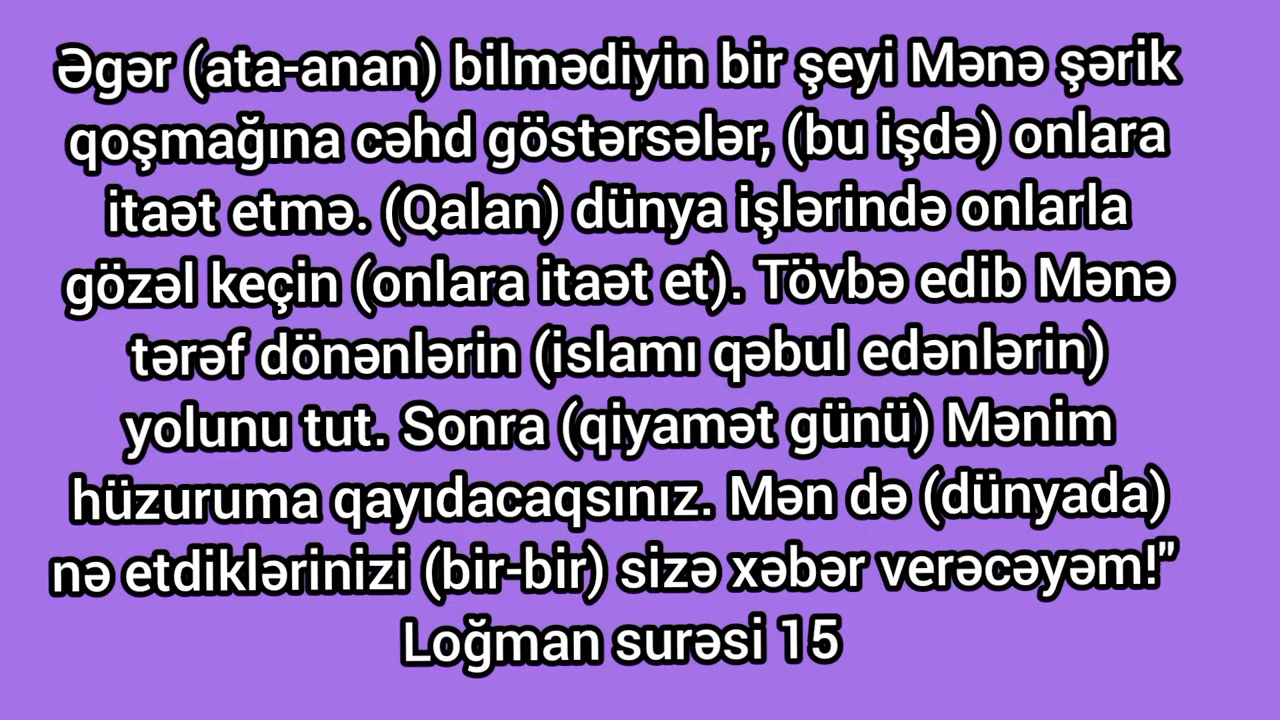 Əgər (ata-anan) bilmədiyin bir şeyi Mənə şərik
qoşmağına cəhd göstərsələr, (bu işdə) onlara
itaət etmə. (Qalan) dünya işlərində onlarla
gözəl keçin (onlara itaət et). Tövbə edib Mənə
tərəf dönənlərin (islamı qəbul edənlərin)
yolunu tut. Sonra (qiyamət günü) Mənim
hüzuruma qayıdacaqsınız. Mən də (dünyada)
nə etdiklərinizi (bir-bir) sizə xəbər verəcəyəm!”
Loğman surəsi 15